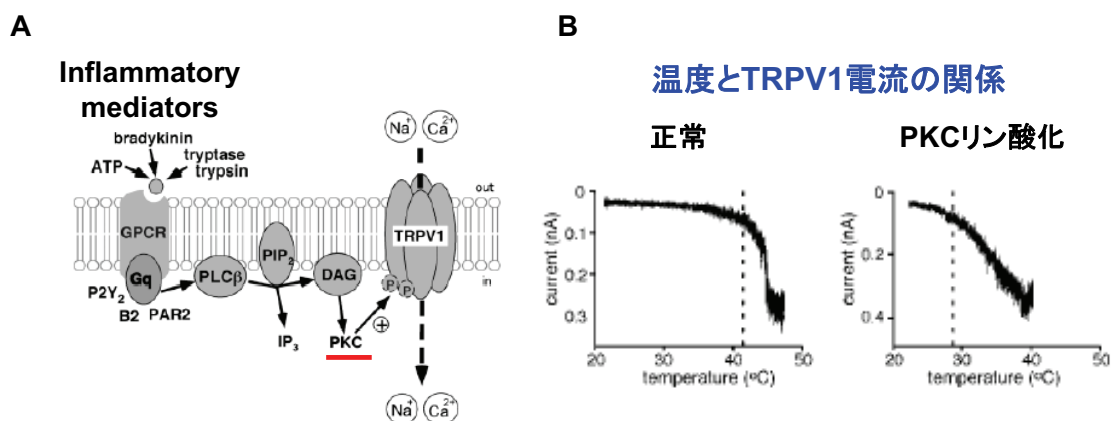 A
Inflammatory
mediators
bradykinin
ATP
tryptase
trypsin
Na+
Ca2+
out
GPCR
TRPV1
PIP2
Gq
PLCβ
DAG
in
P P
P2Y2
B2 PAR2
IP3
PKC
+
Na+
Ca2+
B
温度とTRPV1電流の関係
正常
PKCリン酸化
current (nA)
0
0.1
0.2
0.3
20 30 40 50
temperature (ºC)
current (nA)
0
0.2
0.4
20 30 40 50
temperature (ºC)